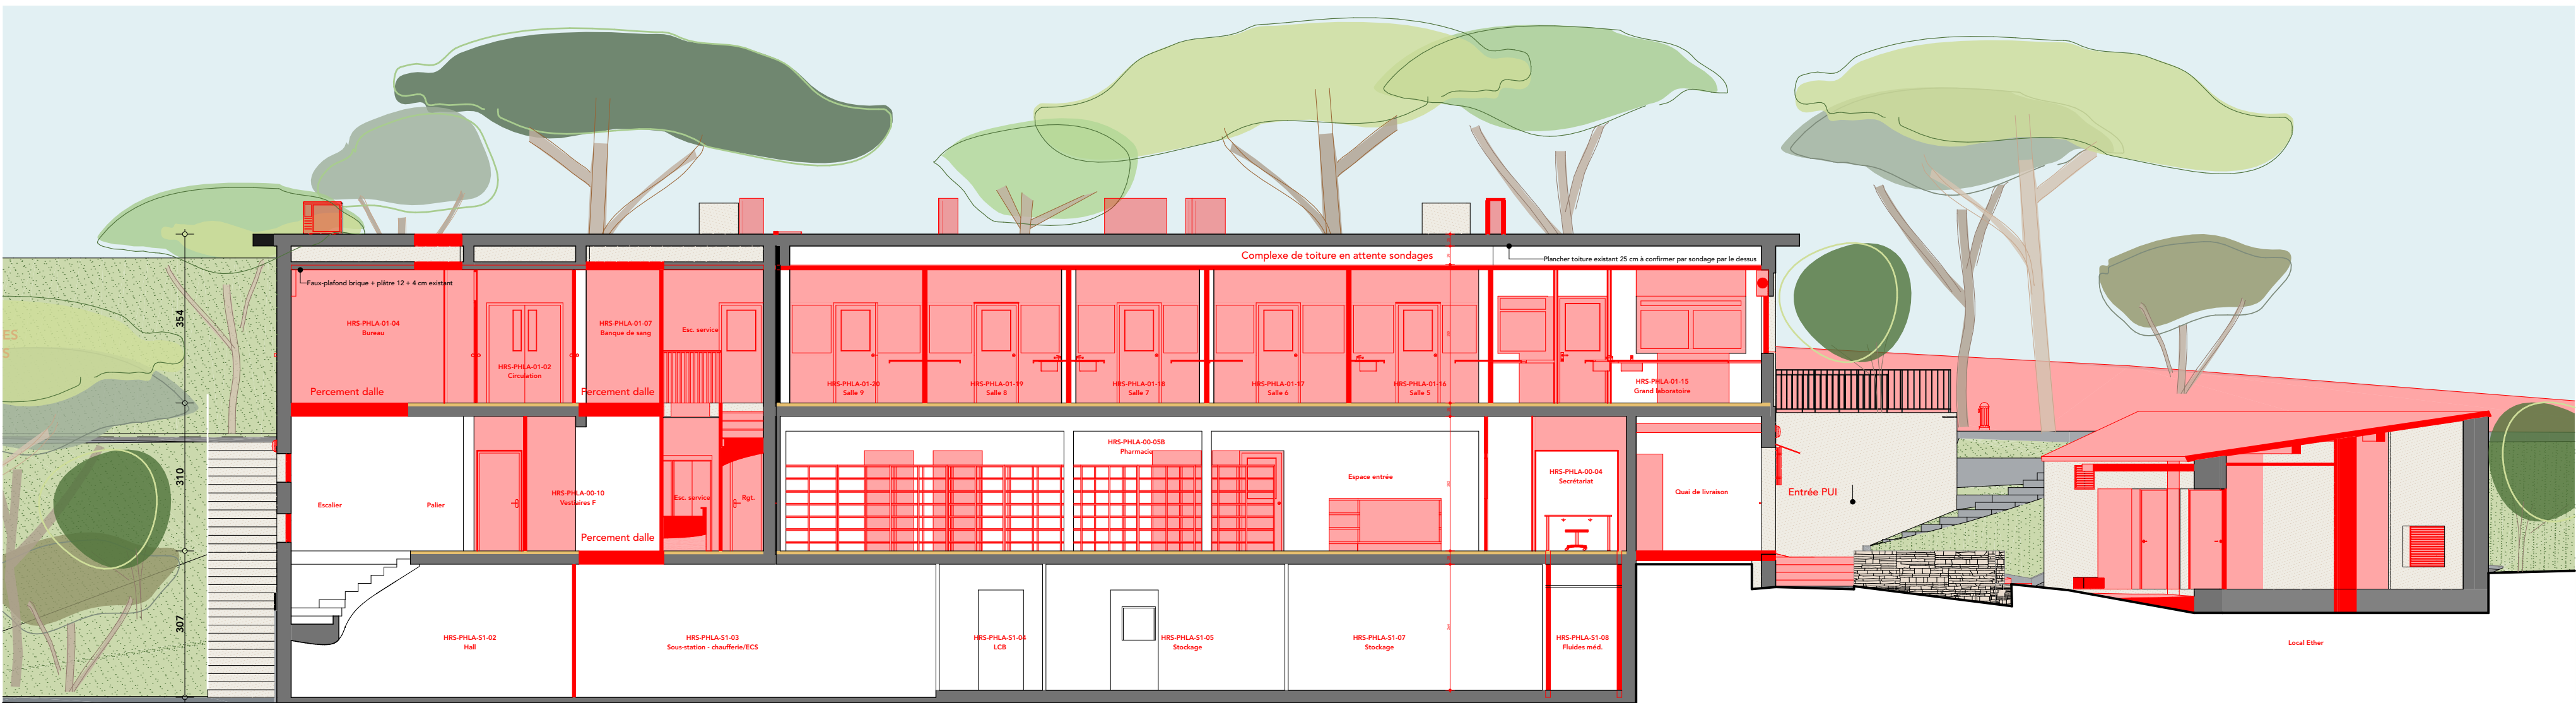 Complexe de toiture en attente sondages
Plancher toiture existant 25 cm à confirmer par sondage par le dessus
Faux-plafond brique + plâtre 12 + 4 cm existant
354
ES
S
HRS-PHLA-01-04
Bureau
HRS-PHLA-01-07
Banque de sang
Esc. service
HRS-PHLA-01-02
Circulation
Percement dalle
Percement dalle
HRS-PHLA-01-20
Salle 9
HRS-PHLA-01-19
Salle 8
HRS-PHLA-01-18
Salle 7
HRS-PHLA-01-17
Salle 6
HRS-PHLA-01-16
Salle 5
HRS-PHLA-01-15
Grand laboratoire
310
Escalier
Palier
HRS-PHLA-00-10
Vestiaires F
Esc. service
Rgt.
Percement dalle
HRS-PHLA-00-05B
Pharmacie
Espace entrée
HRS-PHLA-00-04
Secrétariat
Quai de livraison
Entrée PUI
307
HRS-PHLA-S1-02
Hall
HRS-PHLA-S1-03
Sous-station - chaufferie/ECS
HRS-PHLA-S1-04
LCB
HRS-PHLA-S1-05
Stockage
HRS-PHLA-S1-07
Stockage
HRS-PHLA-S1-08
Fluides méd.
Local Ether